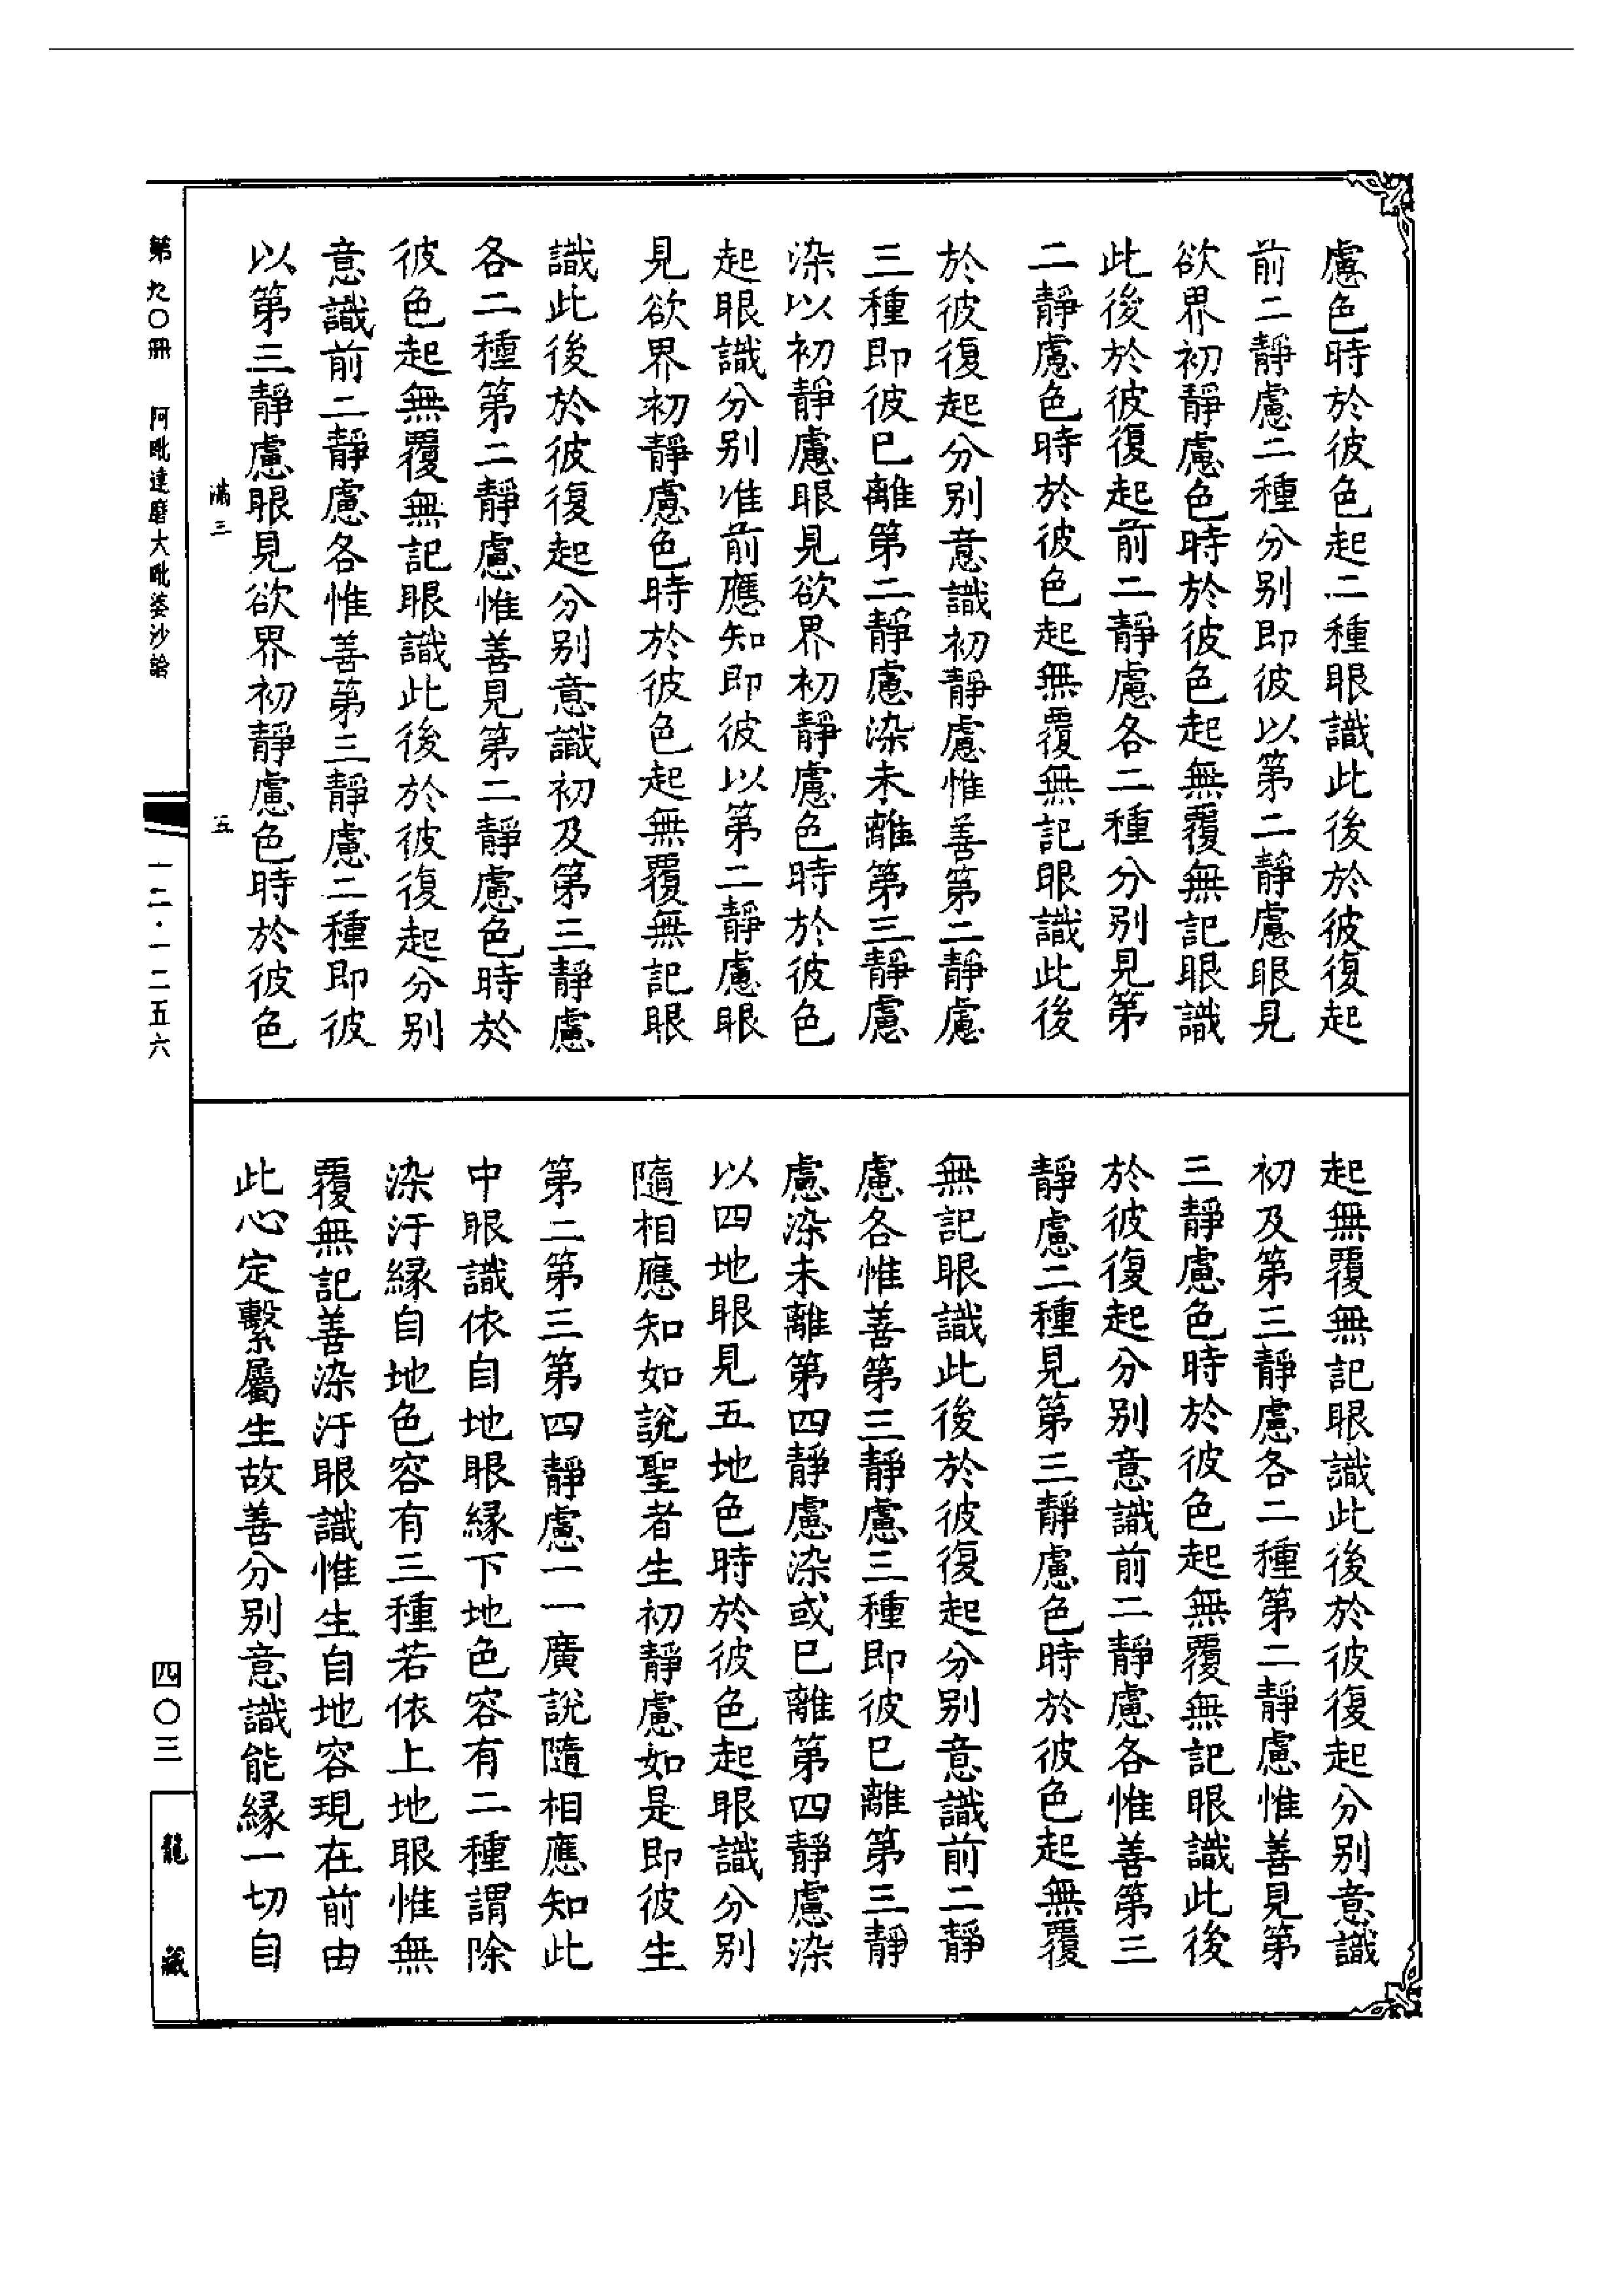 慮色時於彼色起二種眼識此後於彼復起
前二靜慮二種分別即彼以第二靜慮眼見
欲界初靜慮色時於彼色起無覆無記眼識
此後於彼復起前二靜慮各二種分別見第
二靜慮色時於彼色起無覆無記眼識此後
於彼復起分別意識初靜慮惟善第二靜慮
三種即彼已離第二靜慮染未離第三靜慮
染以初靜慮眼見欲界初靜慮色時於彼色
起眼識分別准前應知即彼以第二靜慮眼
見欲界初靜慮色時於彼色起無覆無記眼
識此後於彼復起分別意識初及第三靜慮
各二種第二靜慮惟善見第二靜慮色時於
彼色起無覆無記眼識此後於彼復起分別
意識前二靜慮各惟善第三靜慮二種即彼
以第三靜慮眼見欲界初靜慮色時於彼色
滿三
五
起無覆無記眼識此後於彼復起分別意識
初及第三靜慮各二種第二靜慮惟善見第
三靜慮色時於彼色起無覆無記眼識此後
於彼復起分別意識前二靜慮各惟善第三
靜慮二種見第三靜慮色時於彼色起無覆
無記眼識此後於彼復起分別意識前二靜
慮各惟善第三靜慮三種即彼已離第三靜
慮染未離第四靜慮染或已離第四靜慮染
以四地眼見五地色時於彼色起眼識分別
隨相應知如說聖者生初靜慮如是即彼生
第二第三第四靜慮一一廣說隨相應知此
中眼識依自地眼緣下地色容有二種謂除
染汙緣自地色容有三種若依上地眼惟無
覆無記善染汙眼識惟生自地容現在前由
此心定繫屬生故善分別意識能緣一切自
第九〇冊　阿毗達磨大毗婆沙論
一二·一二五六
四〇三
龍藏